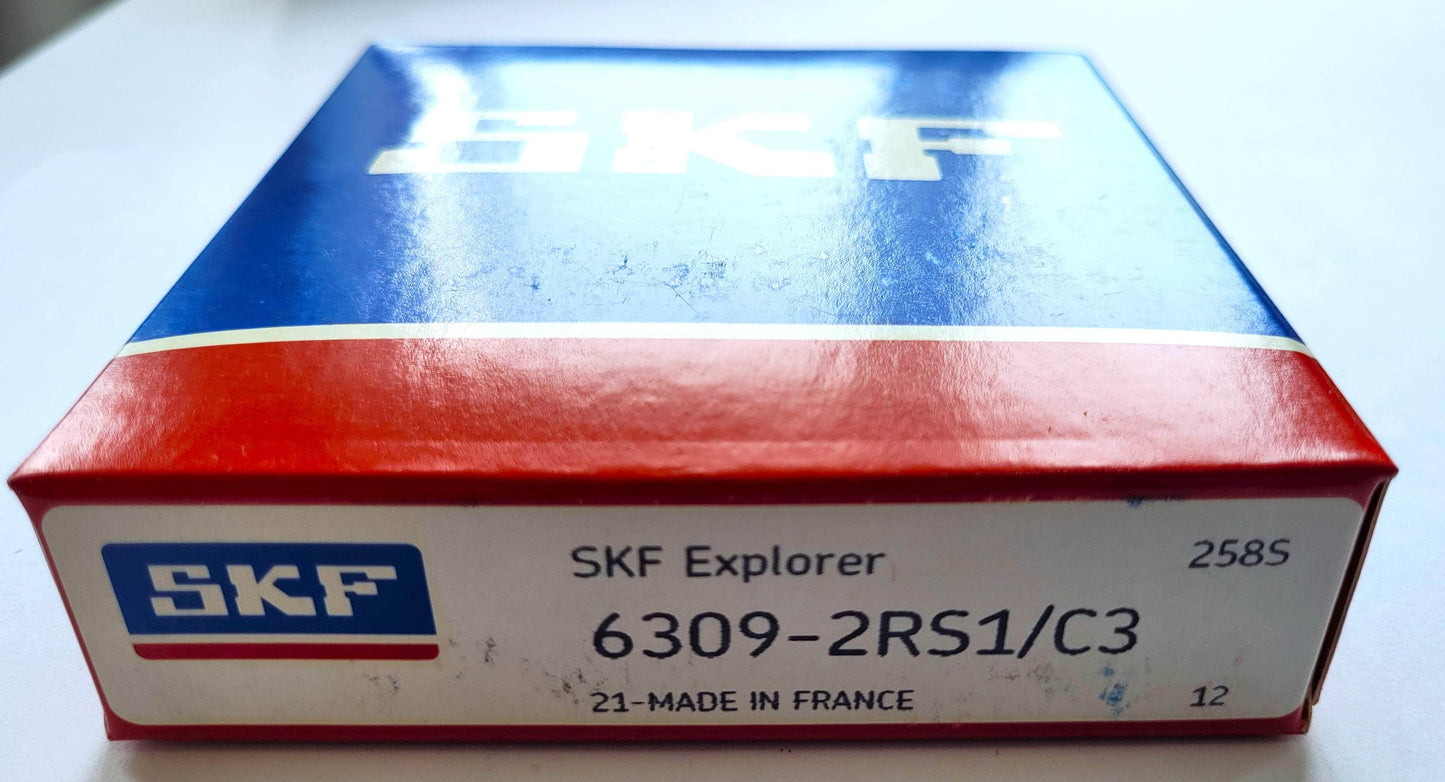 SKF
SKF
SKF Explorer
258S
6309-2RS1/C3
21-MADE IN FRANCE
12